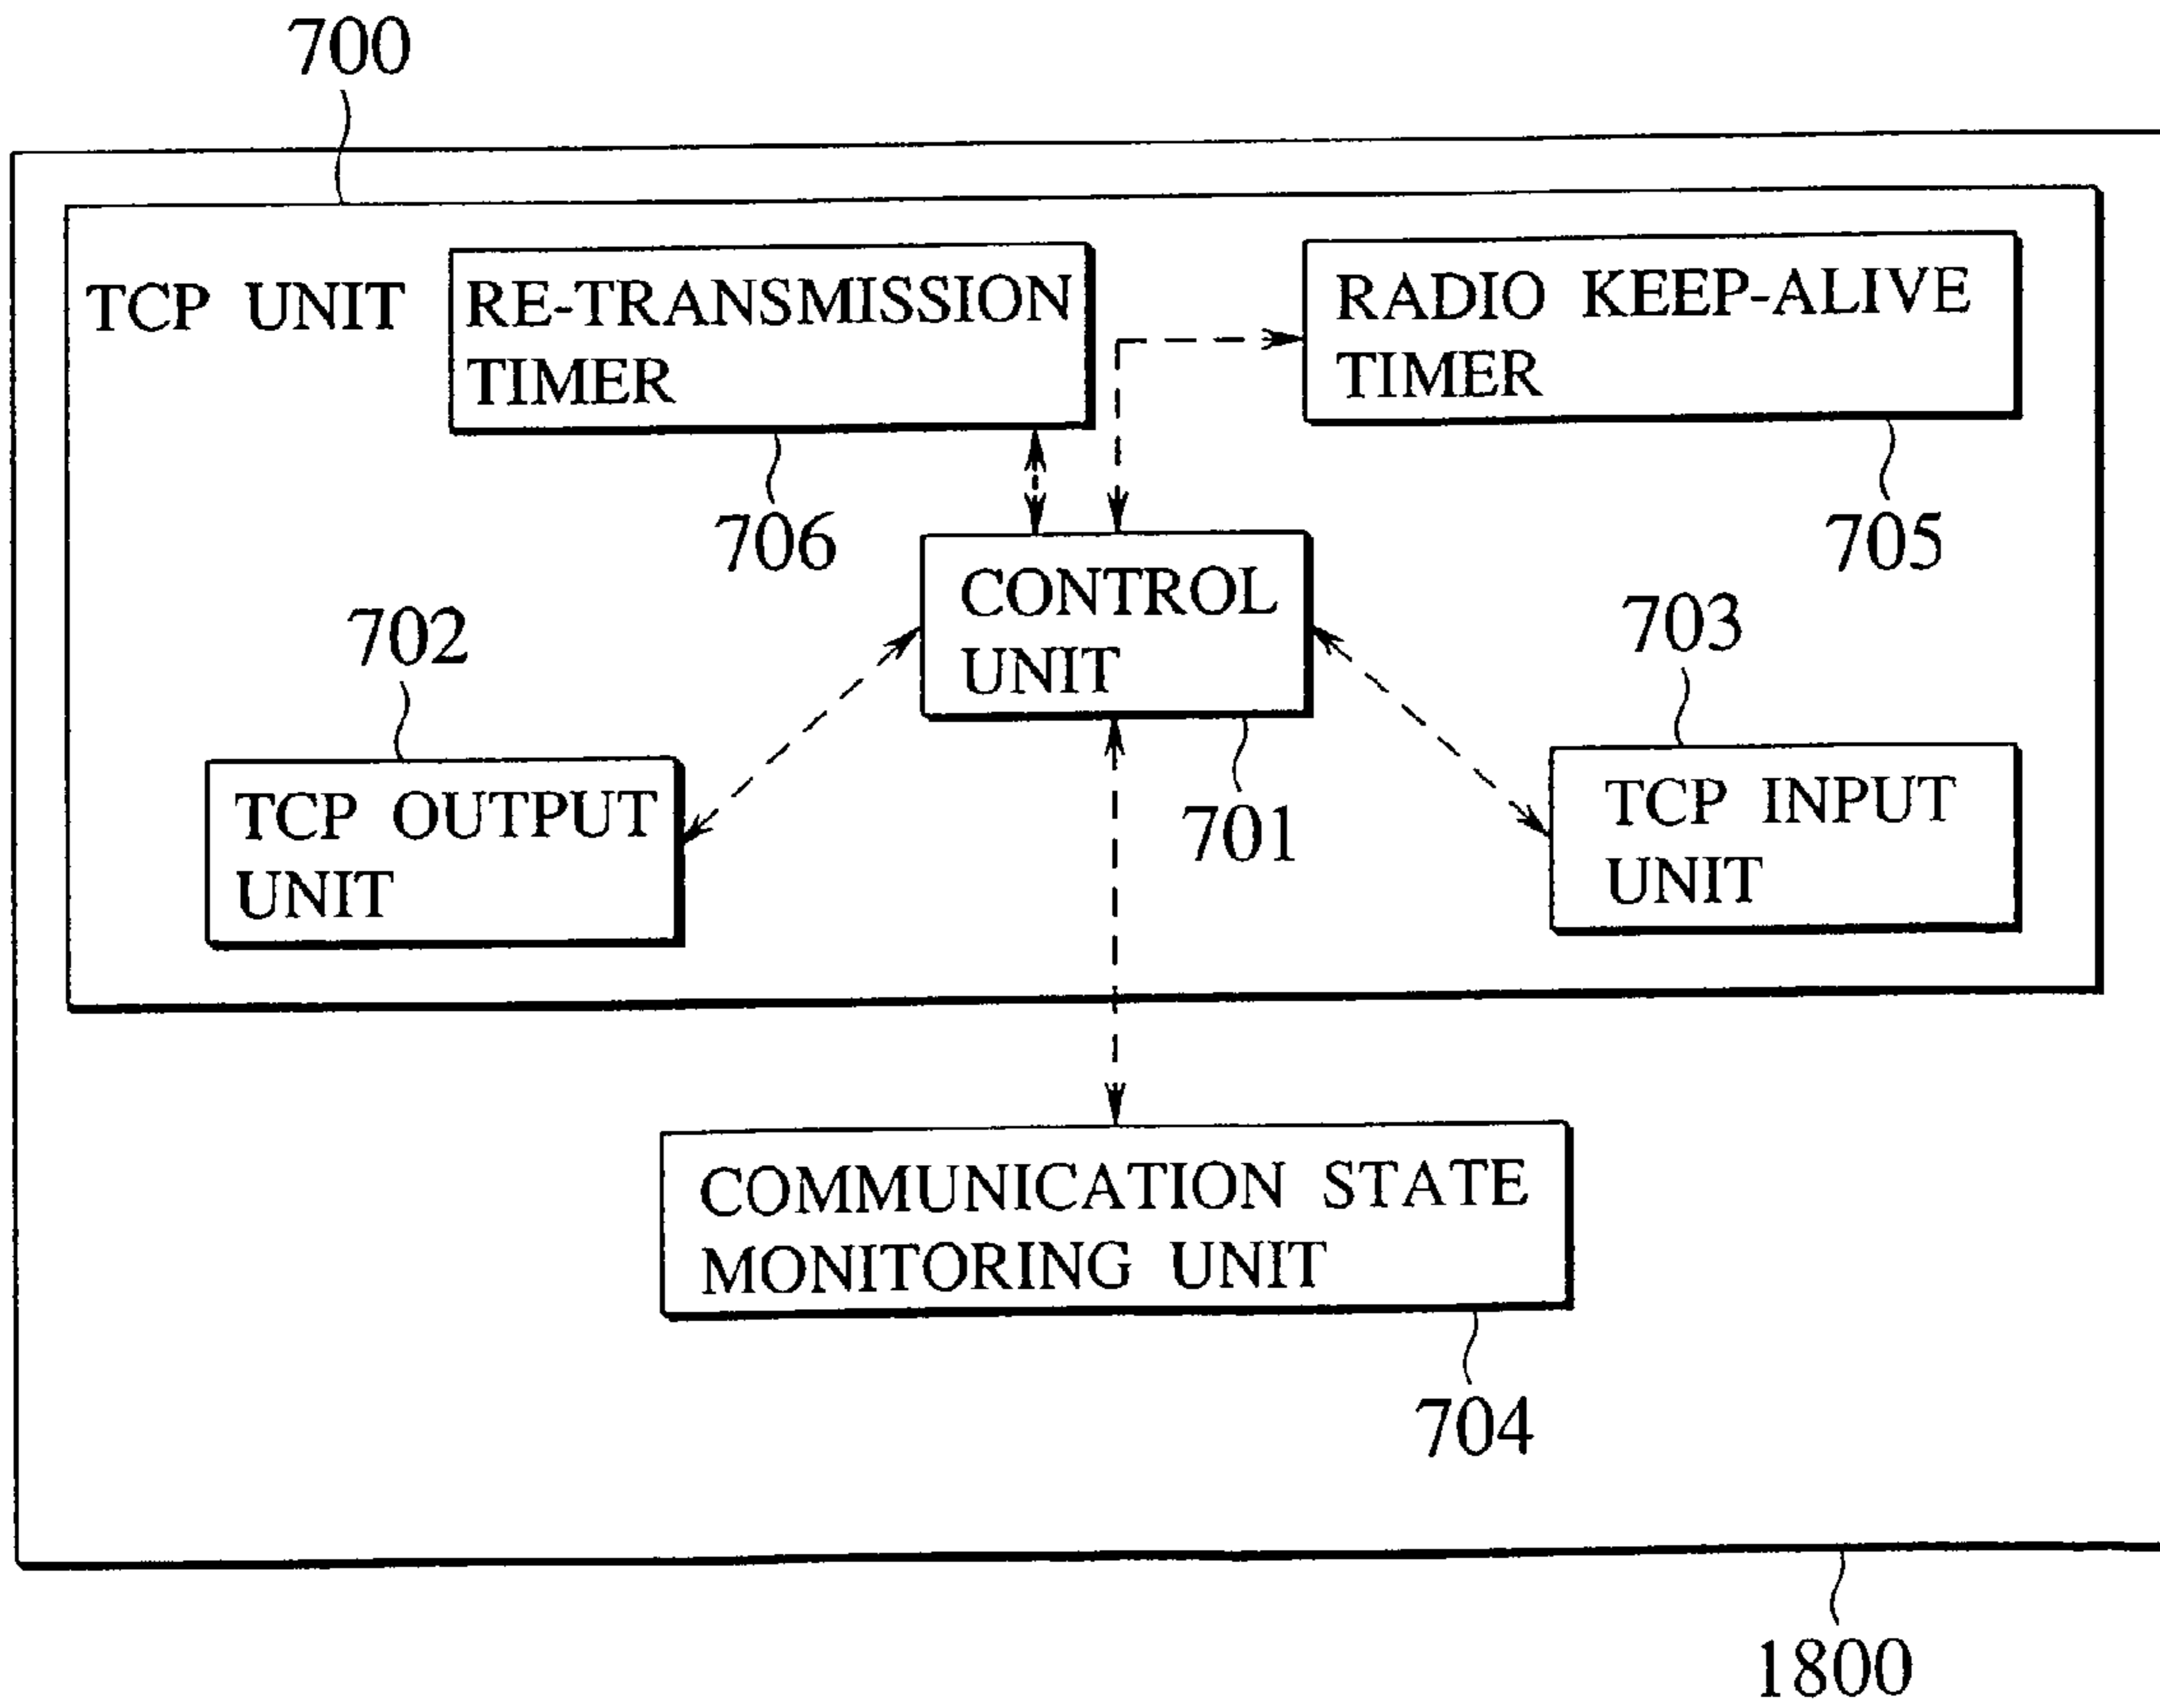 700
TCP UNIT
RE-TRANSMISSION
TIMER
RADIO KEEP-ALIVE
TIMER
706
705
CONTROL
UNIT
702
703
701
TCP OUTPUT
UNIT
TCP INPUT
UNIT
COMMUNICATION STATE
MONITORING UNIT
704
1800